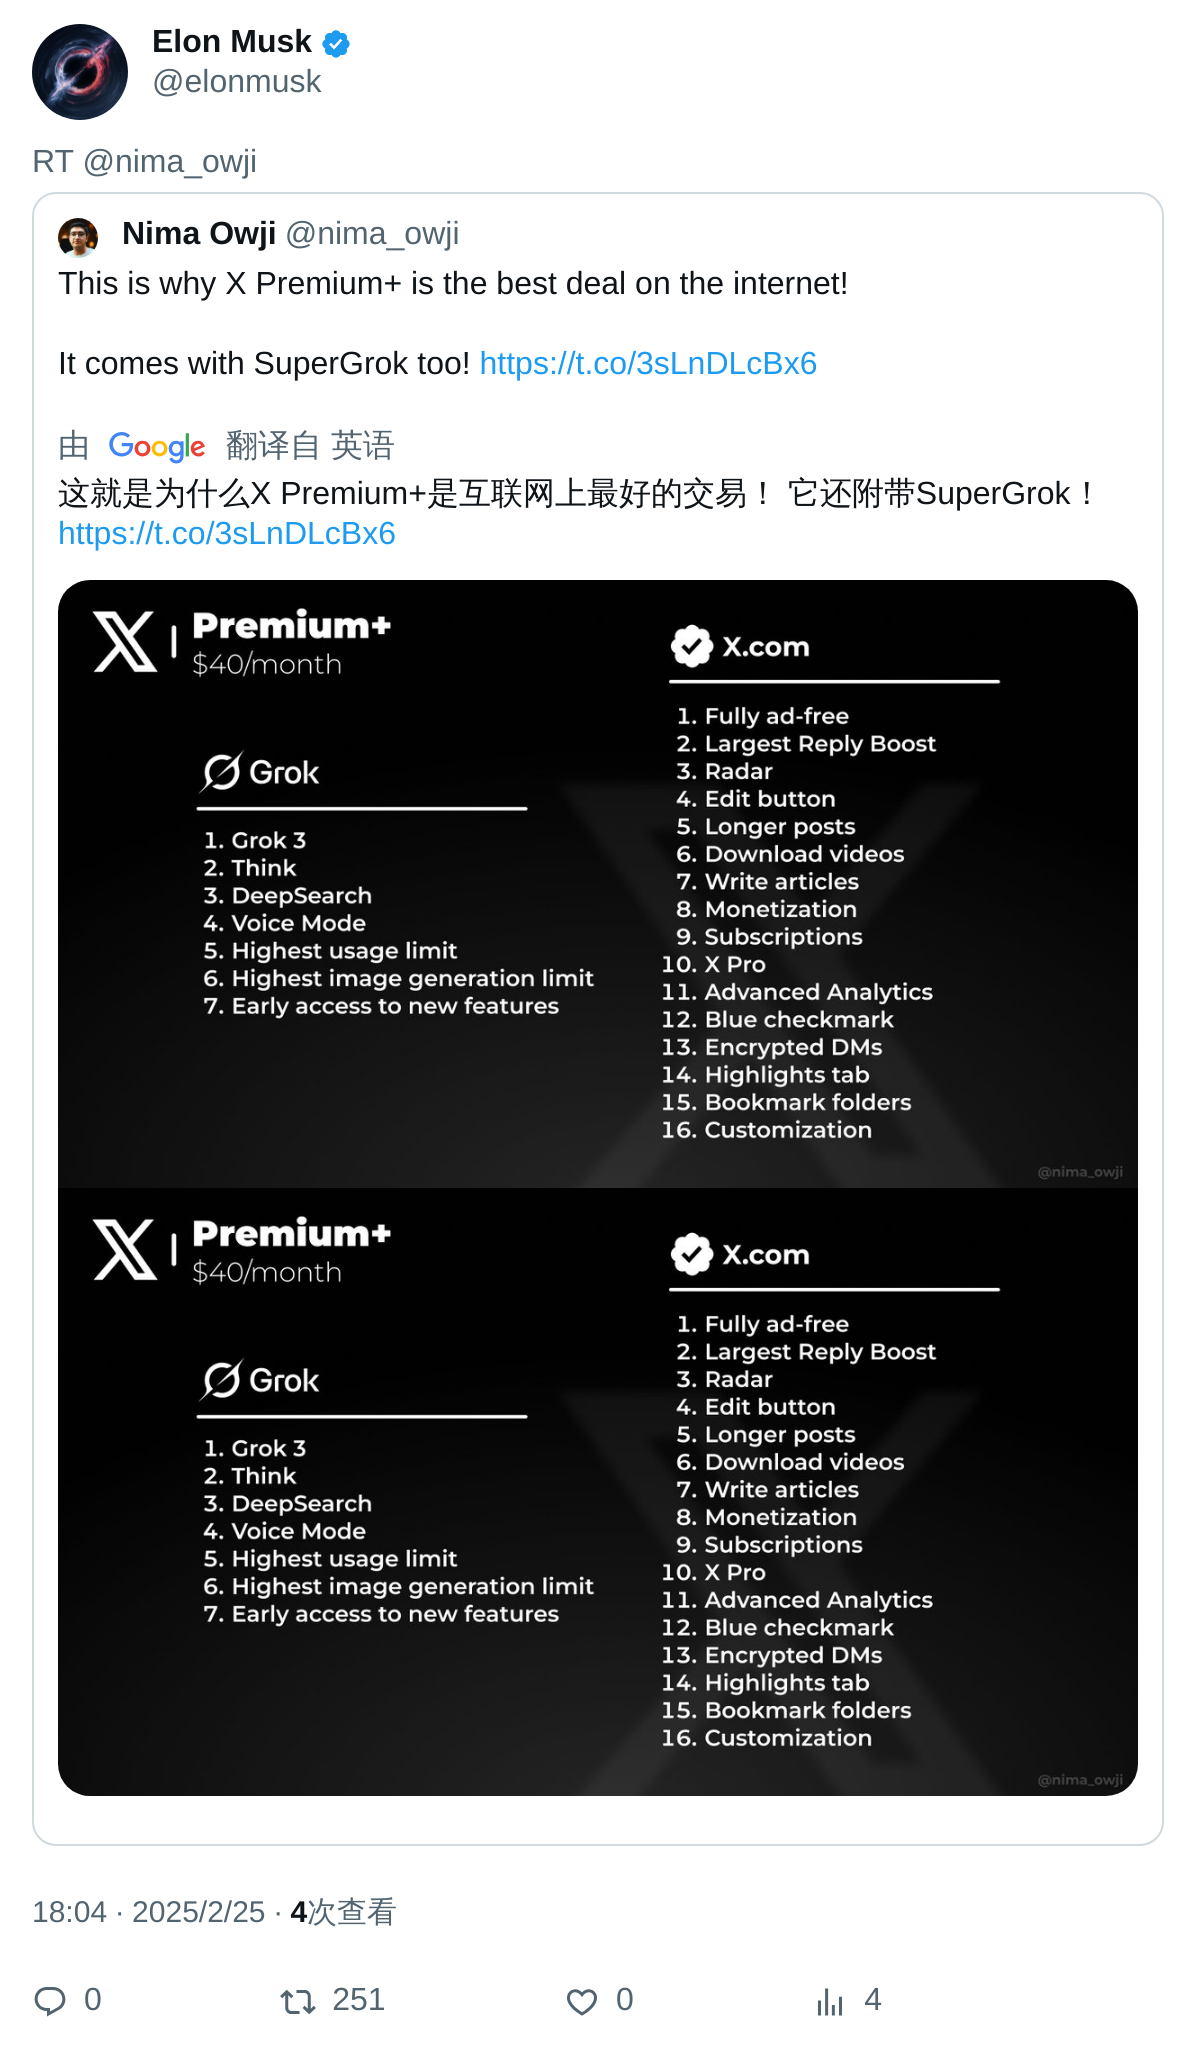 Elon Musk
@elonmusk
RT @nima_owji
Nima Owji @nima_owji
This is why X Premium+ is the best deal on the internet!
It comes with SuperGrok too! https://t.co/3sLnDLcBx6
由 Google 翻译自 英语
这就是为什么X Premium+是互联网上最好的交易！ 它还附带SuperGrok！
https://t.co/3sLnDLcBx6
X | Premium+
$40/month
Grok
1. Grok 3
2. Think
3. DeepSearch
4. Voice Mode
5. Highest usage limit
6. Highest image generation limit
7. Early access to new features
X.com
1. Fully ad-free
2. Largest Reply Boost
3. Radar
4. Edit button
5. Longer posts
6. Download videos
7. Write articles
8. Monetization
9. Subscriptions
10. X Pro
11. Advanced Analytics
12. Blue checkmark
13. Encrypted DMs
14. Highlights tab
15. Bookmark folders
16. Customization
@nima_owji
X | Premium+
$40/month
Grok
1. Grok 3
2. Think
3. DeepSearch
4. Voice Mode
5. Highest usage limit
6. Highest image generation limit
7. Early access to new features
X.com
1. Fully ad-free
2. Largest Reply Boost
3. Radar
4. Edit button
5. Longer posts
6. Download videos
7. Write articles
8. Monetization
9. Subscriptions
10. X Pro
11. Advanced Analytics
12. Blue checkmark
13. Encrypted DMs
14. Highlights tab
15. Bookmark folders
16. Customization
@nima_owji
18:04 · 2025/2/25 · 4次查看
0 251 0 4